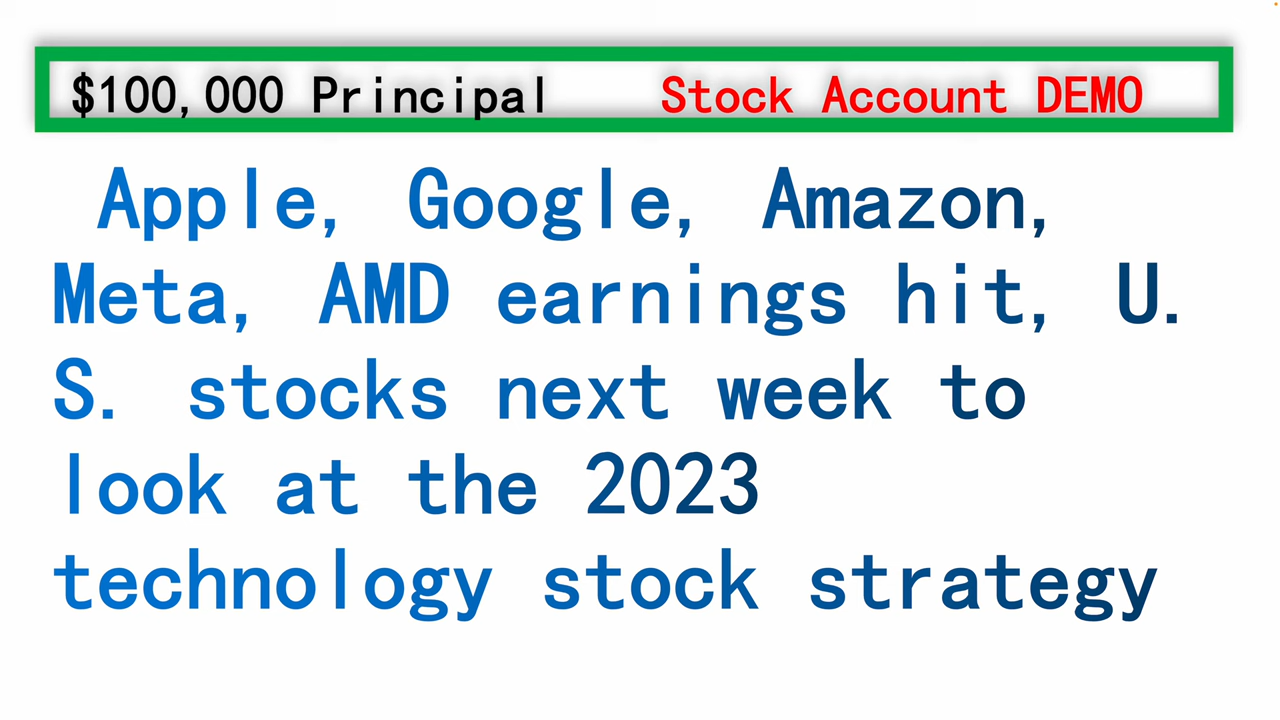 $100,000 Principal Stock Account DEMO
Apple, Google, Amazon,
Meta, AMD earnings hit, U.
S. stocks next week to
look at the 2023
technology stock strategy